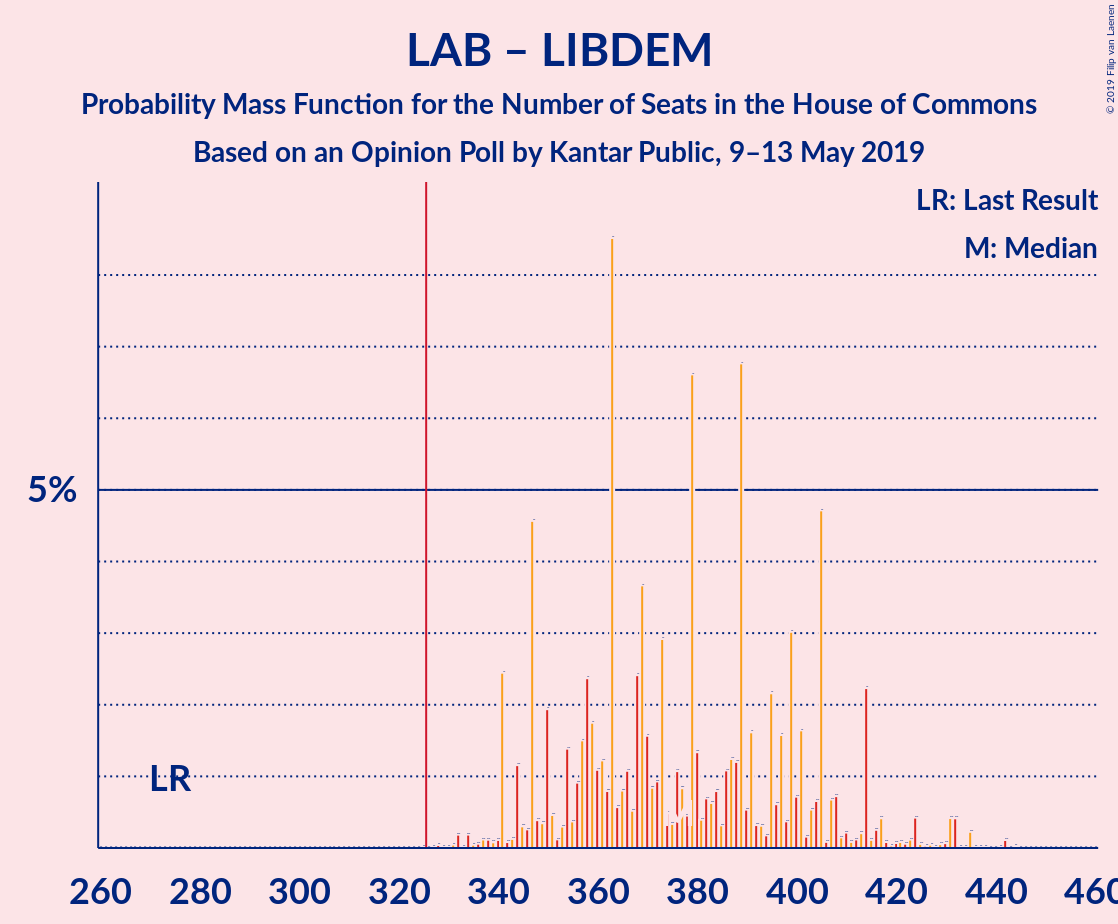 LAB – LIBDEM
Probability Mass Function for the Number of Seats in the House of Commons
Based on an Opinion Poll by Kantar Public, 9–13 May 2019
© 2019 Filip van Laenen
LR: Last Result
M: Median
5%
LR
260 280 300 320 340 360 380 400 420 440 460